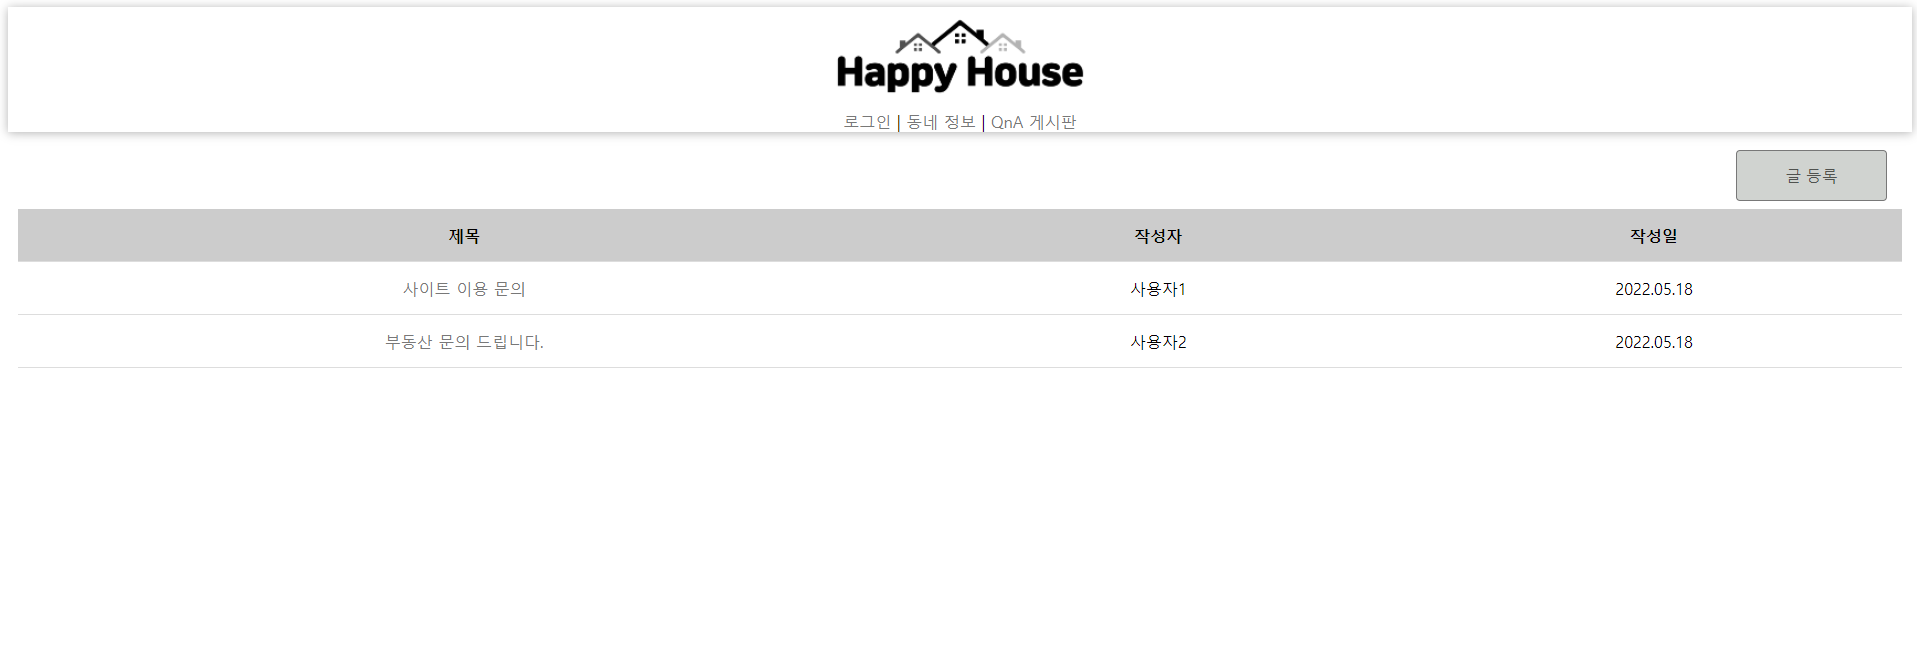 Happy House
로그인 | 동네 정보 | QnA 게시판
글 등록
제목 작성자 작성일
사이트 이용 문의 사용자1 2022.05.18
부동산 문의 드립니다. 사용자2 2022.05.18